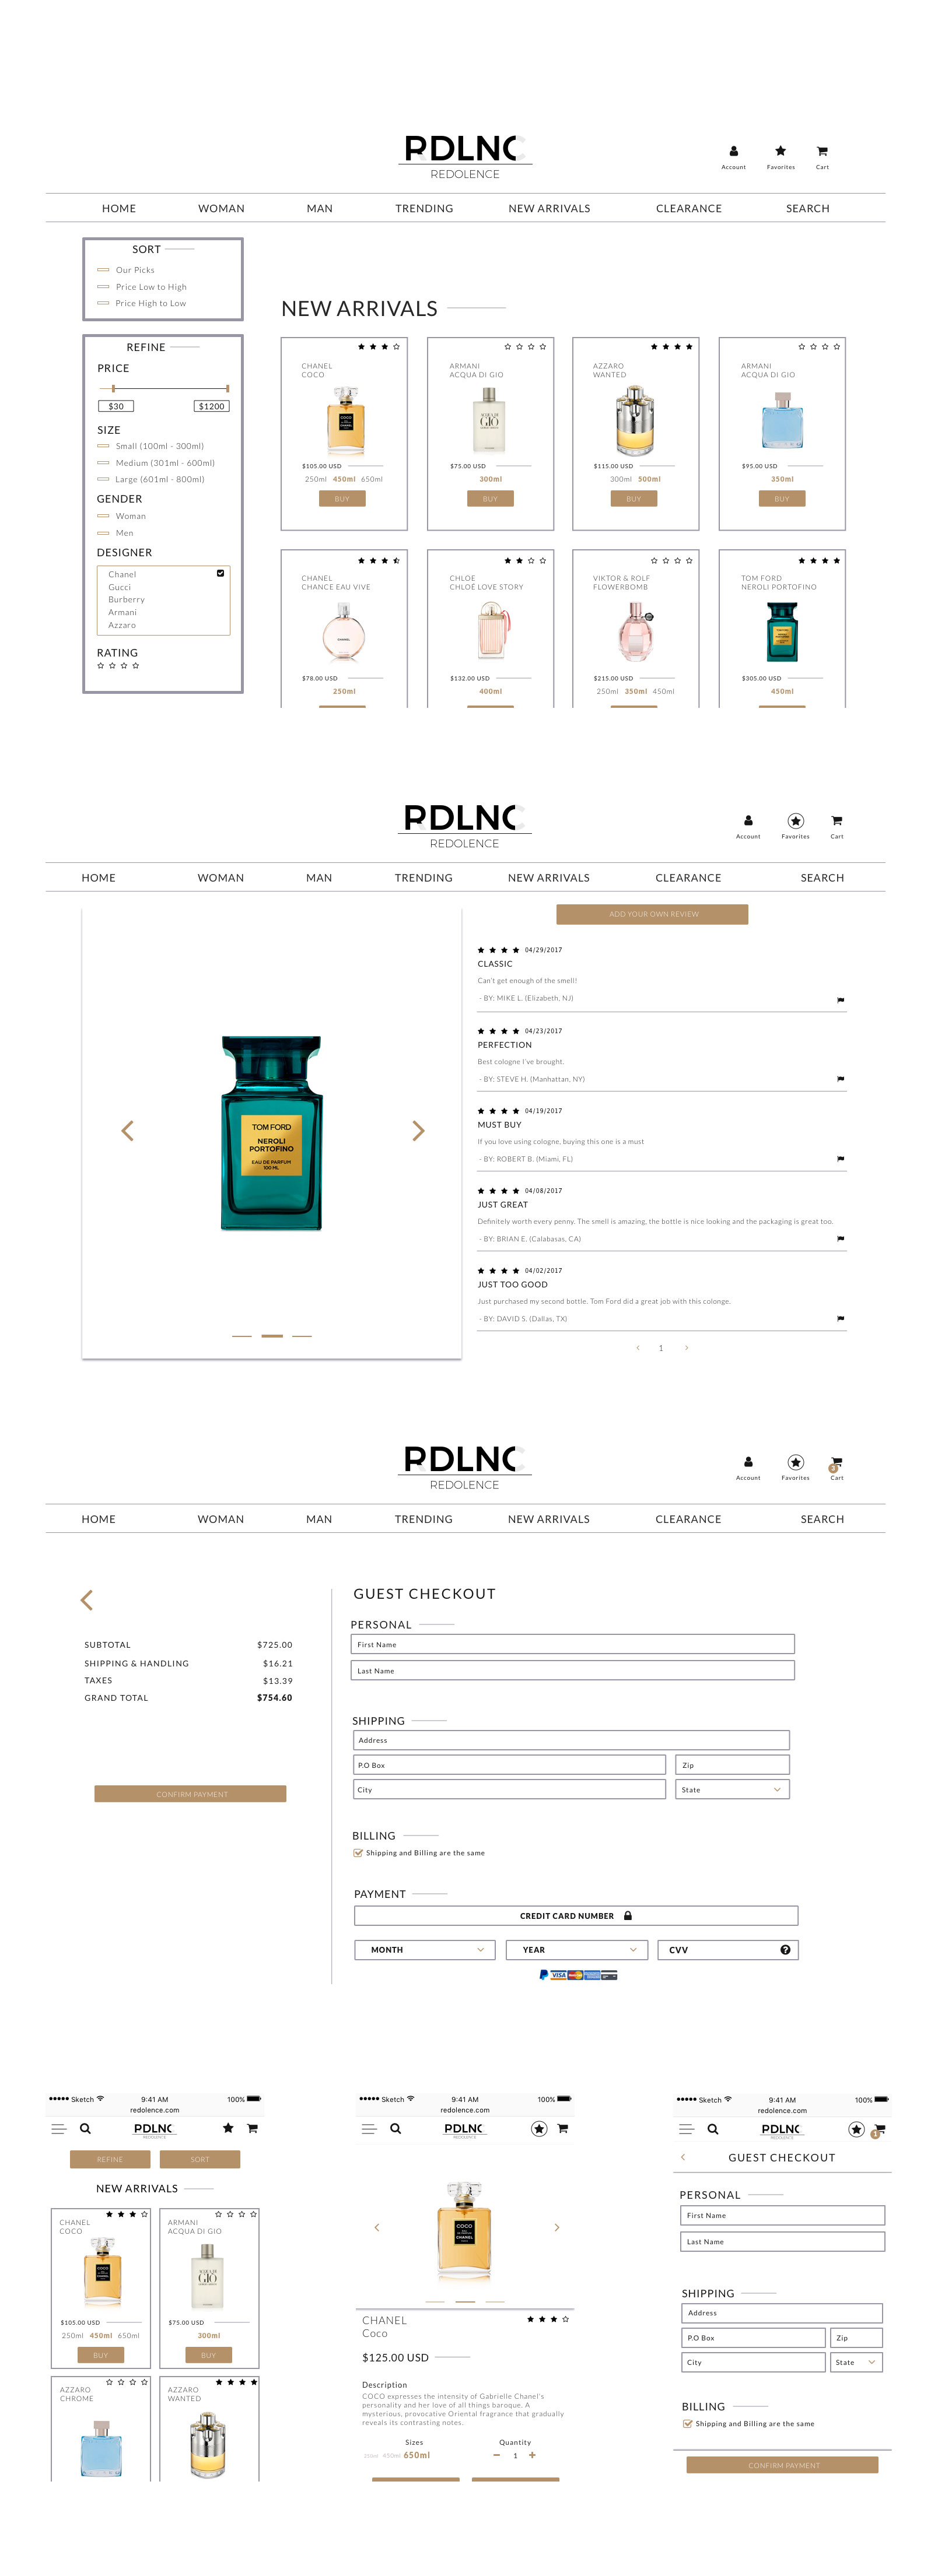 RDLNC
REDOLENCE
Account Favorites Cart
HOME WOMAN MAN TRENDING NEW ARRIVALS CLEARANCE SEARCH
SORT
Our Picks
Price Low to High
Price High to Low
REFINE
PRICE
$30 $1200
SIZE
Small (100ml - 300ml)
Medium (301ml - 600ml)
Large (601ml - 800ml)
GENDER
Woman
Men
DESIGNER
Chanel
Gucci
Burberry
Armani
Azzaro
RATING
NEW ARRIVALS
CHANEL
COCO
$105.00 USD
250ml 450ml 650ml
BUY
ARMANI
ACQUA DI GIO
$75.00 USD
300ml
BUY
AZZARO
WANTED
$115.00 USD
300ml 500ml
BUY
ARMANI
ACQUA DI GIO
$95.00 USD
350ml
BUY
CHANEL
CHANCE EAU VIVE
$78.00 USD
250ml
CHLOE
CHLOÉ LOVE STORY
$132.00 USD
400ml
VIKTOR & ROLF
FLOWERBOMB
$215.00 USD
250ml 350ml 450ml
TOM FORD
NEROLI PORTOFINO
$305.00 USD
450ml
RDLNC
REDOLENCE
Account Favorites Cart
HOME WOMAN MAN TRENDING NEW ARRIVALS CLEARANCE SEARCH
TOM FORD
NEROLI
PORTOFINO
EAU DE PARFUM
100 ML
ADD YOUR OWN REVIEW
04/29/2017
CLASSIC
Can't get enough of the smell!
- BY: MIKE L. (Elizabeth, NJ)
04/23/2017
PERFECTION
Best cologne I've brought.
- BY: STEVE H. (Manhattan, NY)
04/19/2017
MUST BUY
If you love using cologne, buying this one is a must
- BY: ROBERT B. (Miami, FL)
04/08/2017
JUST GREAT
Definitely worth every penny. The smell is amazing, the bottle is nice looking and the packaging is great too.
- BY: BRIAN E. (Calabasas, CA)
04/02/2017
JUST TOO GOOD
Just purchased my second bottle. Tom Ford did a great job with this colonge.
- BY: DAVID S. (Dallas, TX)
1
RDLNC
REDOLENCE
Account Favorites Cart
HOME WOMAN MAN TRENDING NEW ARRIVALS CLEARANCE SEARCH
SUBTOTAL $725.00
SHIPPING & HANDLING $16.21
TAXES $13.39
GRAND TOTAL $754.60
CONFIRM PAYMENT
GUEST CHECKOUT
PERSONAL
First Name
Last Name
SHIPPING
Address
P.O Box Zip
City State
BILLING
Shipping and Billing are the same
PAYMENT
CREDIT CARD NUMBER
MONTH YEAR CVV
VISA
Sketch 9:41 AM 100%
redolence.com
RDLNC
REDOLENCE
REFINE SORT
NEW ARRIVALS
CHANEL
COCO
$105.00 USD
250ml 450ml 650ml
BUY
ARMANI
ACQUA DI GIO
$75.00 USD
300ml
BUY
AZZARO
CHROME
AZZARO
WANTED
Sketch 9:41 AM 100%
redolence.com
RDLNC
REDOLENCE
COCO
CHANEL
CHANEL
Coco
$125.00 USD
Description
COCO expresses the intensity of Gabrielle Chanel's
personality and her love of all things baroque. A
mysterious, provocative Oriental fragrance that gradually
reveals its contrasting notes.
Sizes Quantity
250ml 450ml 650ml 1
Sketch 9:41 AM 100%
redolence.com
RDLNC
REDOLENCE
GUEST CHECKOUT
PERSONAL
First Name
Last Name
SHIPPING
Address
P.O Box Zip
City State
BILLING
Shipping and Billing are the same
CONFIRM PAYMENT